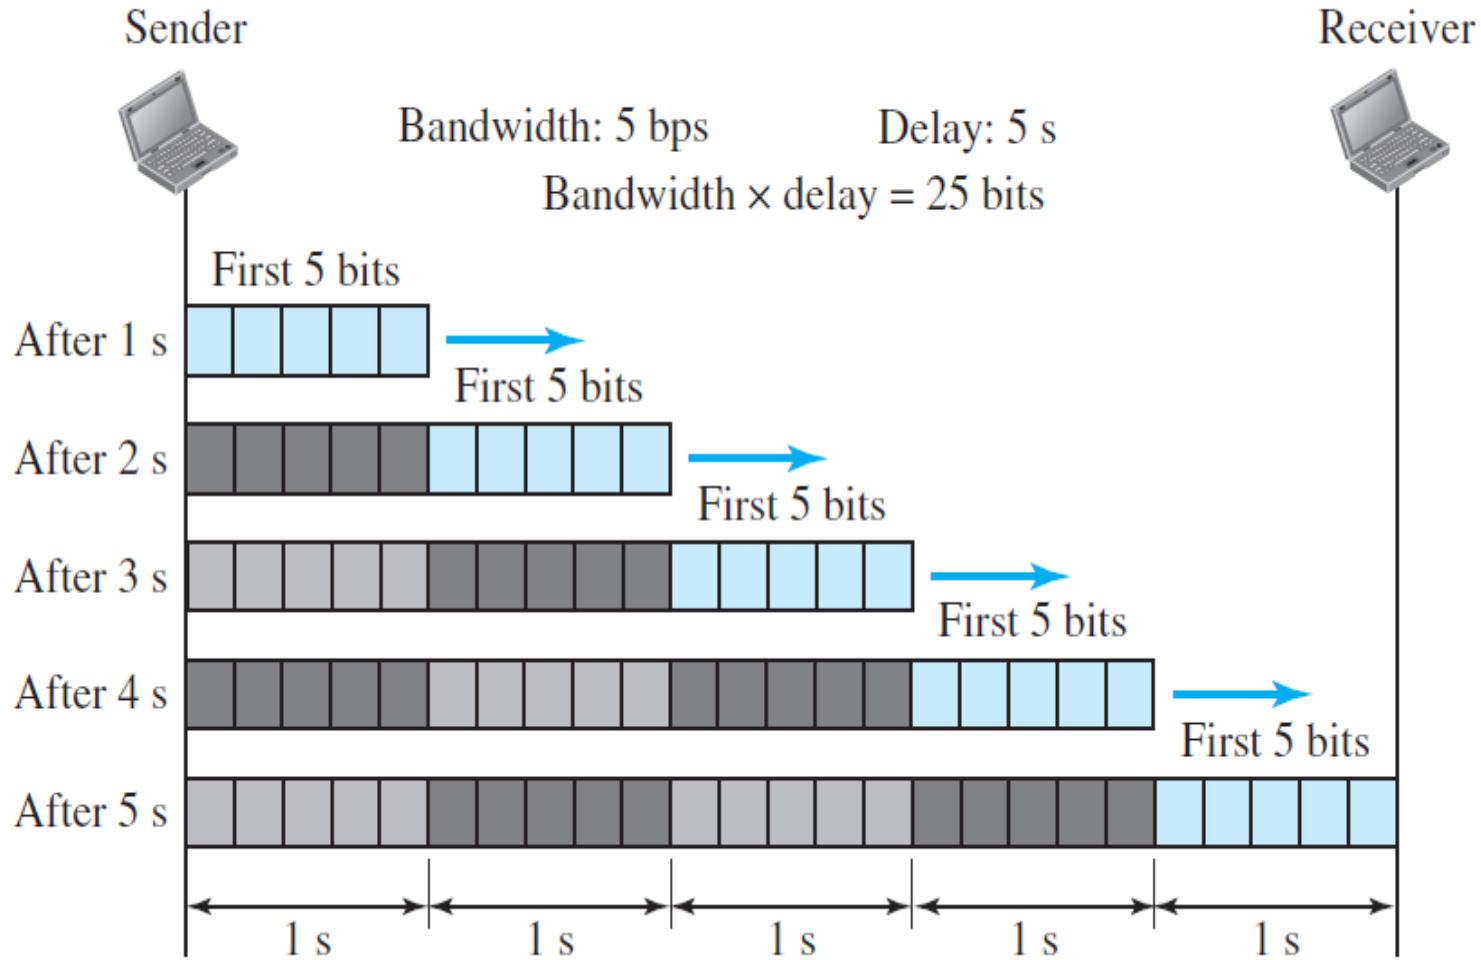 Sender
Receiver
Bandwidth: 5 bps
Delay: 5 s
Bandwidth × delay = 25 bits
First 5 bits
After 1 s
First 5 bits
After 2 s
First 5 bits
After 3 s
First 5 bits
After 4 s
First 5 bits
After 5 s
1 s
1 s
1 s
1 s
1 s